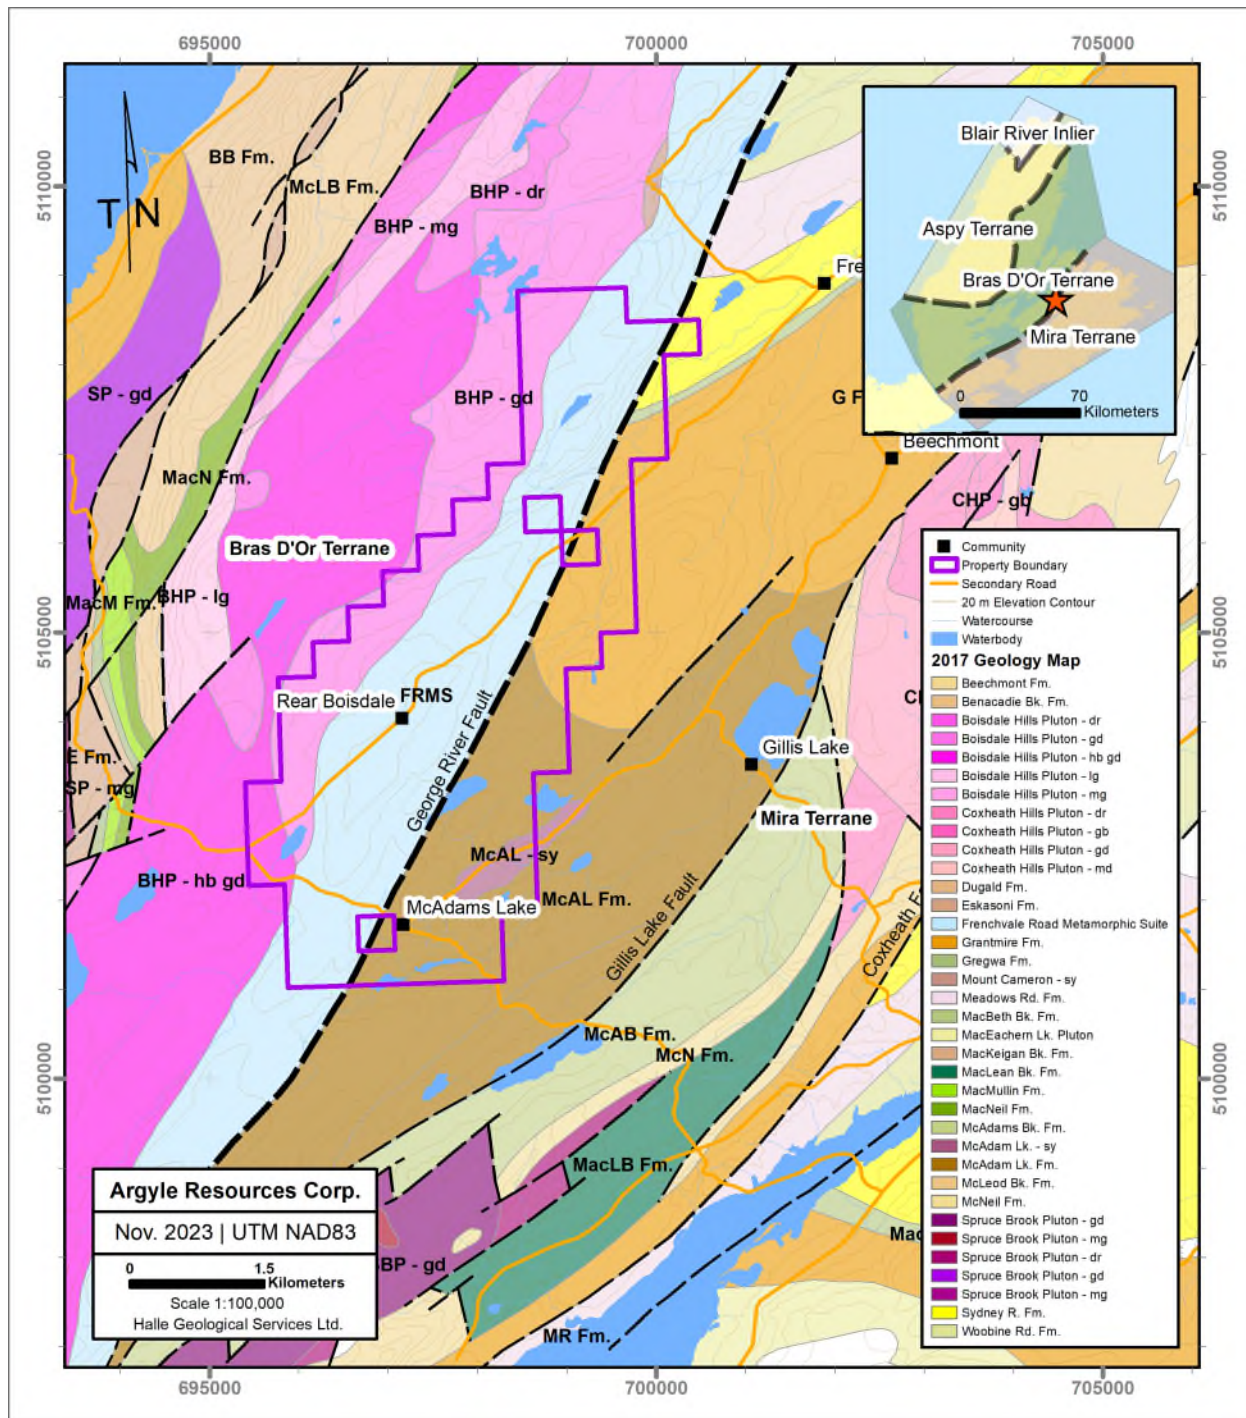 695000
700000
705000
5110000
5110000
T N
BB Fm.
McLB Fm.
BHP - dr
BHP - mg
Blair River Inlier
Aspy Terrane
Bras D'Or Terrane
Mira Terrane
0
70
Kilometers
Fre
SP - gd
BHP - gd
G F
Beechmont
MacN Fm.
CHP - gb
Bras D'Or Terrane
MacM Fm.
BHP - lg
5105000
5105000
Rear Boisdale
FRMS
George River Fault
E Fm.
SP - mg
Gillis Lake
Mira Terrane
McAL - sy
BHP - hb gd
McAL Fm.
McAdams Lake
Gillis Lake Fault
Coxheath F
McAB Fm.
McN Fm.
5100000
5100000
MacLB Fm.
BP - gd
MR Fm.
Mac
Community
Property Boundary
Secondary Road
20 m Elevation Contour
Watercourse
Waterbody
2017 Geology Map
Beechmont Fm.
Benacadie Bk. Fm.
Boisdale Hills Pluton - dr
Boisdale Hills Pluton - gd
Boisdale Hills Pluton - hb gd
Boisdale Hills Pluton - lg
Boisdale Hills Pluton - mg
Coxheath Hills Pluton - dr
Coxheath Hills Pluton - gb
Coxheath Hills Pluton - gd
Coxheath Hills Pluton - md
Dugald Fm.
Eskasoni Fm.
Frenchvale Road Metamorphic Suite
Grantmire Fm.
Gregwa Fm.
Mount Cameron - sy
Meadows Rd. Fm.
MacBeth Bk. Fm.
MacEachern Lk. Pluton
MacKeigan Bk. Fm.
MacLean Bk. Fm.
MacMullin Fm.
MacNeil Fm.
McAdams Bk. Fm.
McAdam Lk. - sy
McAdam Lk. Fm.
McLeod Bk. Fm.
McNeil Fm.
Spruce Brook Pluton - gd
Spruce Brook Pluton - mg
Spruce Brook Pluton - dr
Spruce Brook Pluton - gd
Spruce Brook Pluton - mg
Sydney R. Fm.
Woobine Rd. Fm.
Argyle Resources Corp.
Nov. 2023 | UTM NAD83
0
1.5
Kilometers
Scale 1:100,000
Halle Geological Services Ltd.
695000
700000
705000